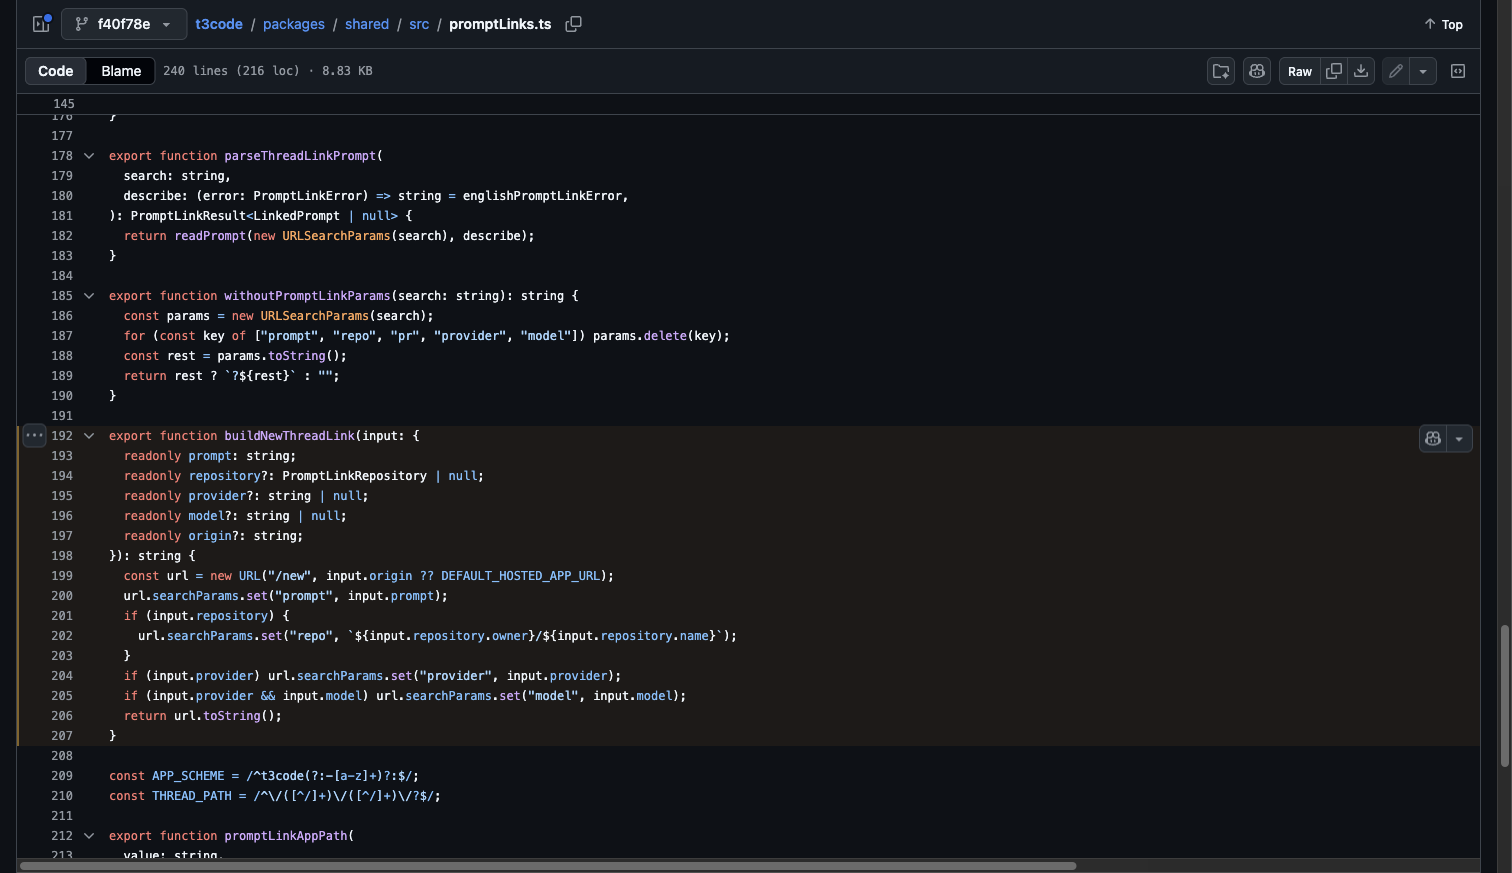 f40f78e t3code / packages / shared / src / promptLinks.ts Top
Code Blame 240 lines (216 loc) · 8.83 KB Raw
145
176 }
177
178 export function parseThreadLinkPrompt(
179 search: string,
180 describe: (error: PromptLinkError) => string = englishPromptLinkError,
181 ): PromptLinkResult<LinkedPrompt | null> {
182 return readPrompt(new URLSearchParams(search), describe);
183 }
184
185 export function withoutPromptLinkParams(search: string): string {
186 const params = new URLSearchParams(search);
187 for (const key of ["prompt", "repo", "pr", "provider", "model"]) params.delete(key);
188 const rest = params.toString();
189 return rest ? `?${rest}` : "";
190 }
191
192 export function buildNewThreadLink(input: {
193 readonly prompt: string;
194 readonly repository?: PromptLinkRepository | null;
195 readonly provider?: string | null;
196 readonly model?: string | null;
197 readonly origin?: string;
198 }): string {
199 const url = new URL("/new", input.origin ?? DEFAULT_HOSTED_APP_URL);
200 url.searchParams.set("prompt", input.prompt);
201 if (input.repository) {
202 url.searchParams.set("repo", `${input.repository.owner}/${input.repository.name}`);
203 }
204 if (input.provider) url.searchParams.set("provider", input.provider);
205 if (input.provider && input.model) url.searchParams.set("model", input.model);
206 return url.toString();
207 }
208
209 const APP_SCHEME = /^t3code(?:-[a-z]+)?:$/;
210 const THREAD_PATH = /^\/([^/]+)\/([^/]+)\/?$/;
211
212 export function promptLinkAppPath(
213 value: string,